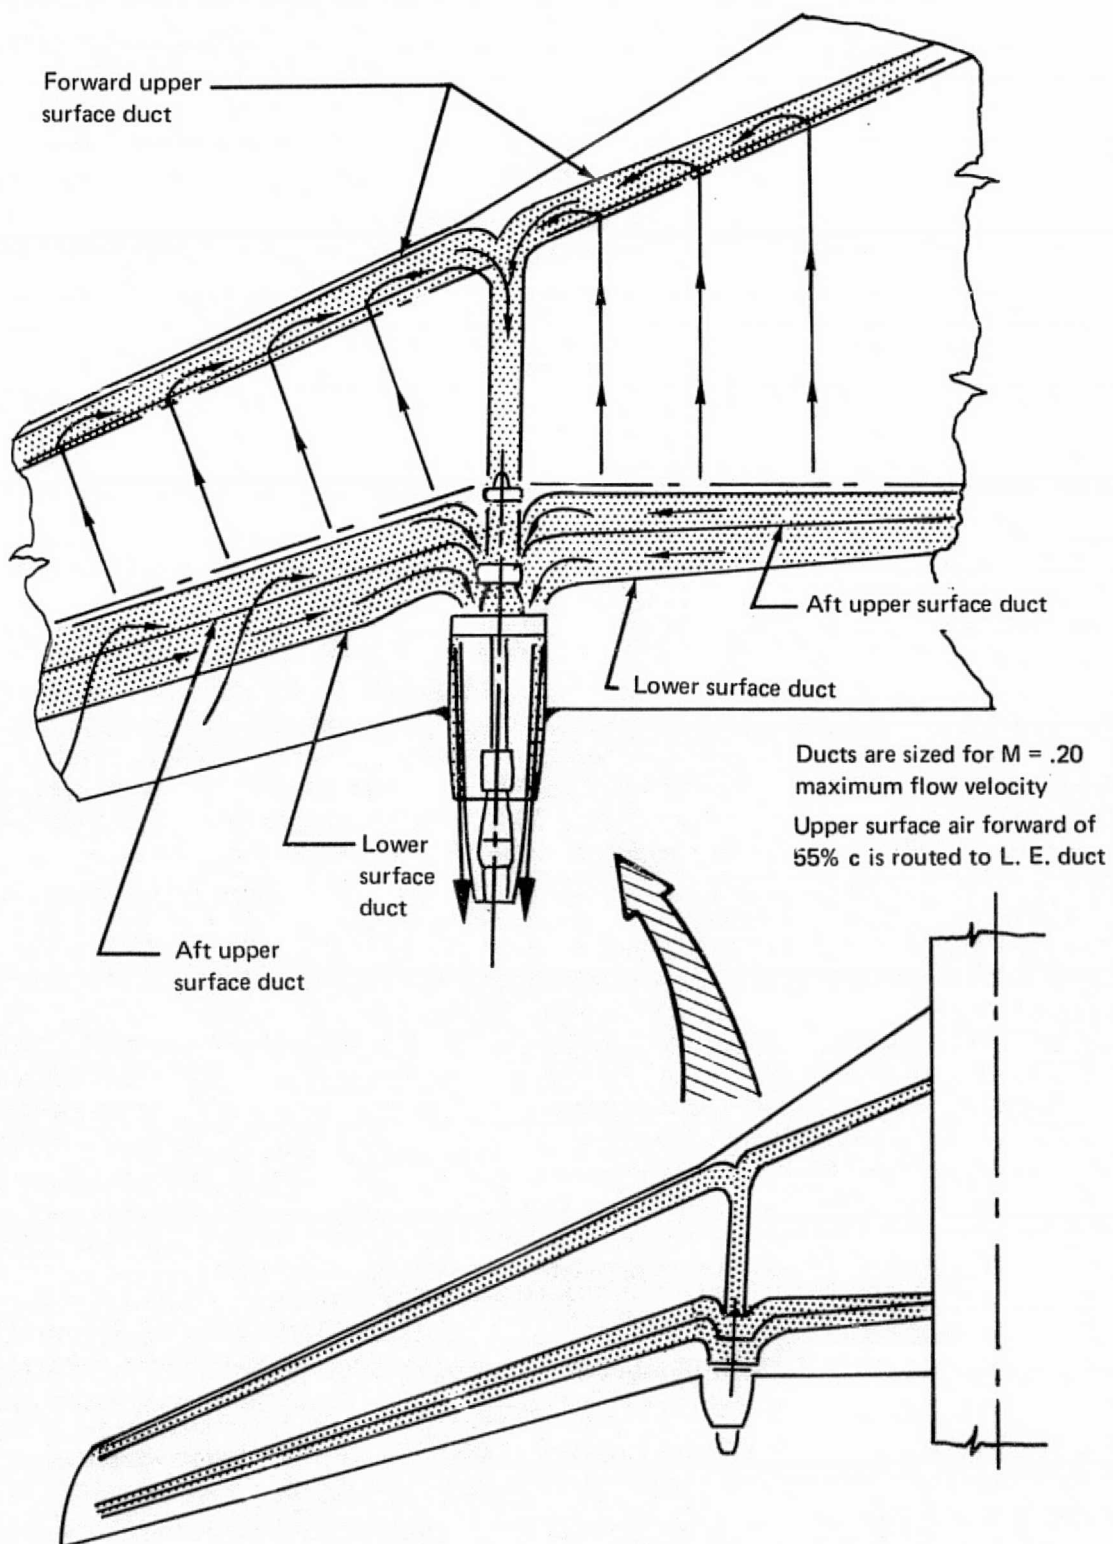 Forward upper
surface duct
Aft upper surface duct
Lower surface duct
Ducts are sized for M = .20
maximum flow velocity
Upper surface air forward of
55% c is routed to L. E. duct
Lower
surface
duct
Aft upper
surface duct